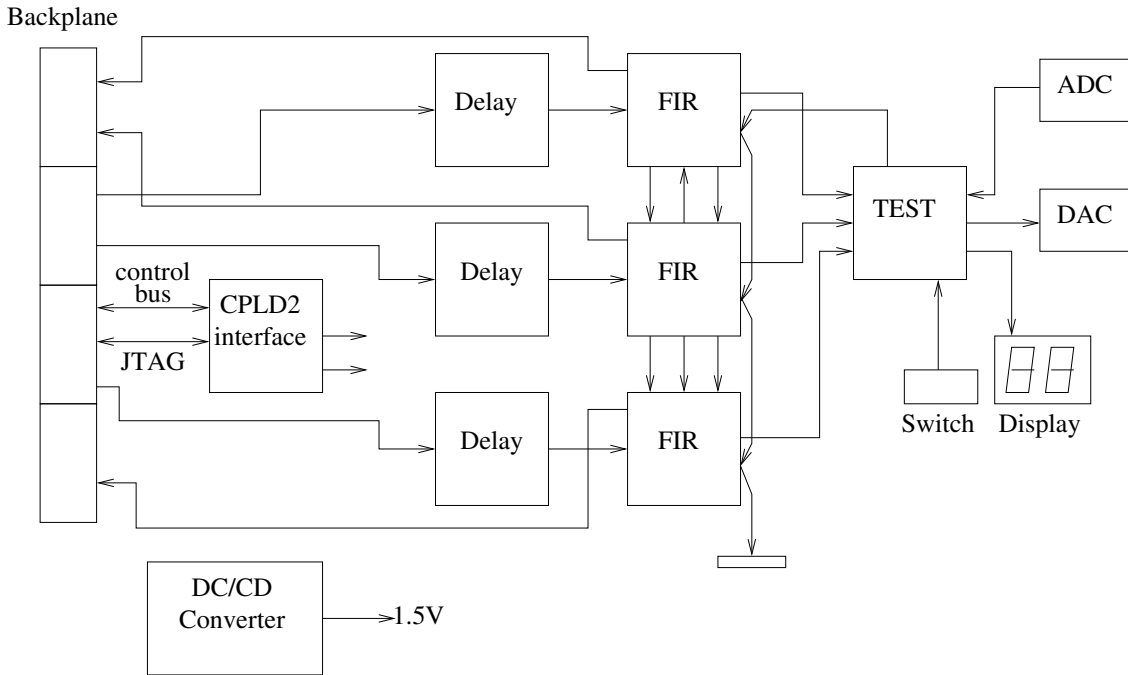 Backplane
Delay
FIR
ADC
TEST
DAC
Delay
FIR
control
bus
CPLD2
interface
JTAG
Delay
FIR
Switch
Display
DC/CD
Converter
1.5V